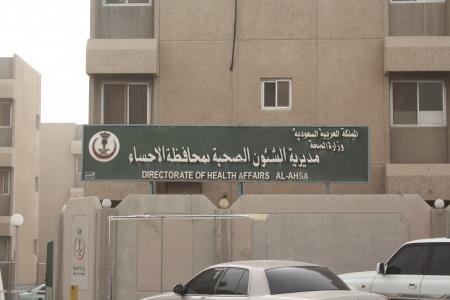 المملكة العربية السعودية
وزارة الصحة
مديرية الشئون الصحية بمحافظة الاحساء
DIRECTORATE OF HEALTH AFFAIRS AL-AHSA